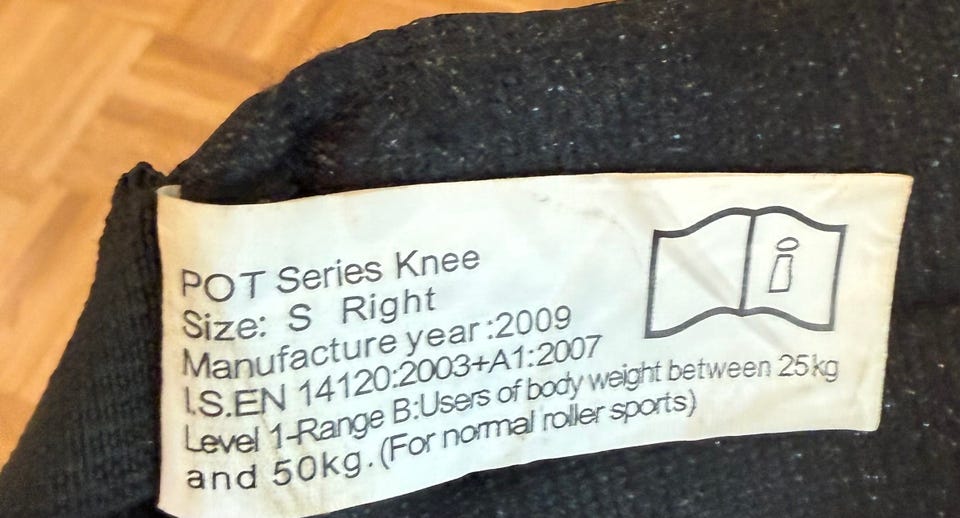 POT Series Knee
Size: S Right
Manufacture year:2009
I.S.EN 14120:2003+A1:2007
Level 1-Range B:Users of body weight between 25kg
and 50kg. (For normal roller sports)
i